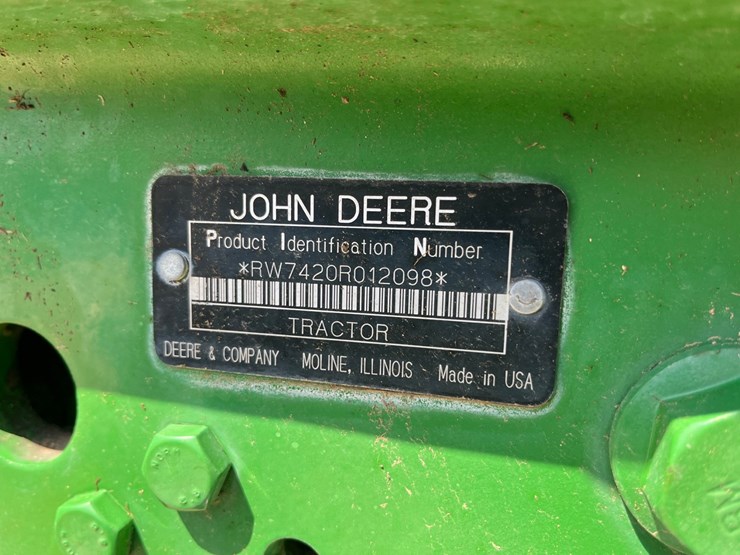 JOHN DEERE
Product Identification Number
*RW7420R012098*
TRACTOR
DEERE & COMPANY MOLINE, ILLINOIS Made in USA